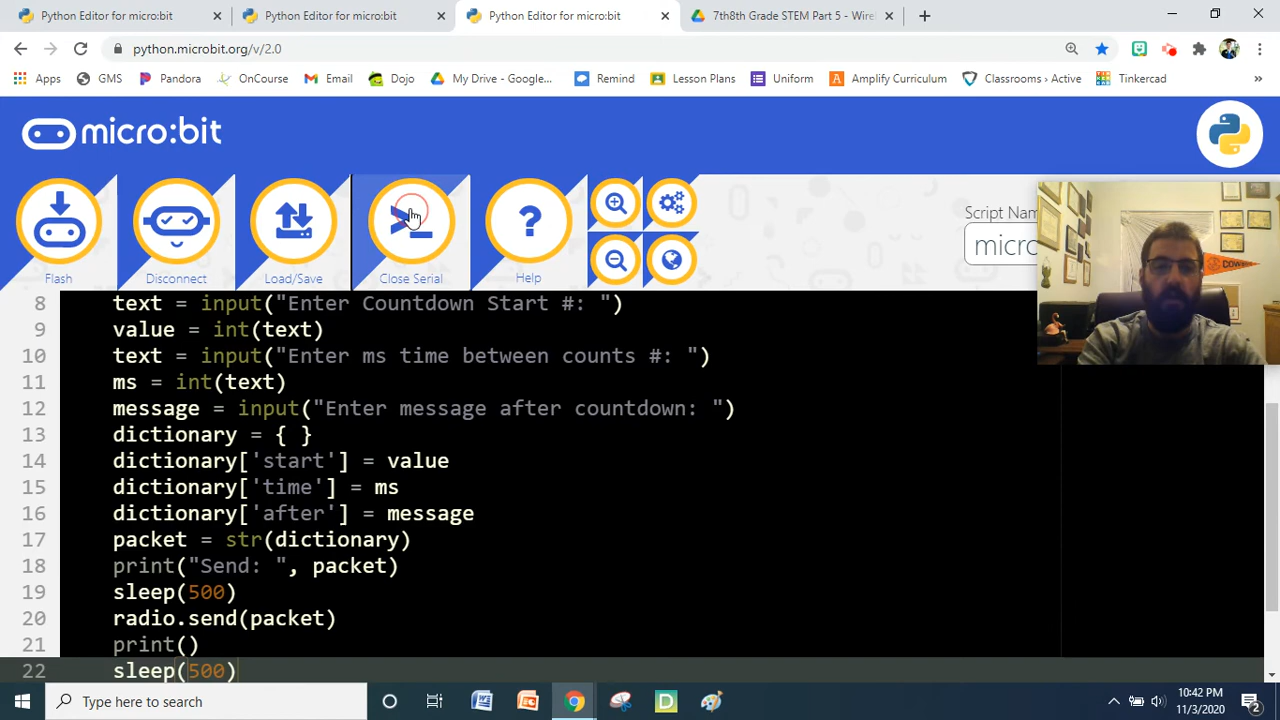 Python Editor for micro:bit
Python Editor for micro:bit
Python Editor for micro:bit
7th8th Grade STEM Part 5 - Wirel
python.microbit.org/v/2.0
Apps
GMS
Pandora
OnCourse
Email
Dojo
My Drive - Google...
Remind
Lesson Plans
Uniform
Amplify Curriculum
Classrooms › Active
Tinkercad
»
micro:bit
Flash
Disconnect
Load/Save
Close Serial
?
Help
Script Nam
micro
COW
8 text = input("Enter Countdown Start #: ")
9 value = int(text)
10 text = input("Enter ms time between counts #: ")
11 ms = int(text)
12 message = input("Enter message after countdown: ")
13 dictionary = { }
14 dictionary['start'] = value
15 dictionary['time'] = ms
16 dictionary['after'] = message
17 packet = str(dictionary)
18 print("Send: ", packet)
19 sleep(500)
20 radio.send(packet)
21 print()
22 sleep(500)
Type here to search
10:42 PM
11/3/2020
2